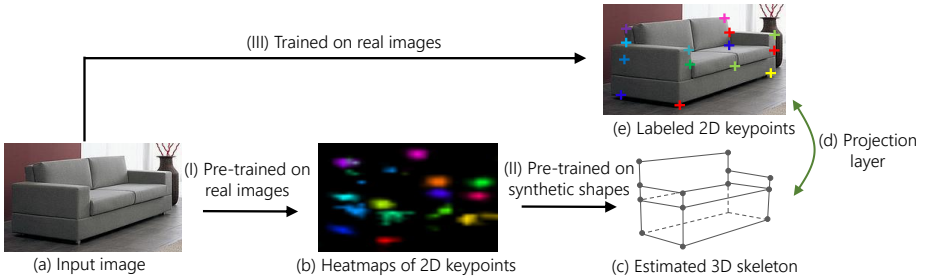 (III) Trained on real images
(e) Labeled 2D keypoints
(d) Projection
layer
(I) Pre-trained on
real images
(II) Pre-trained on
synthetic shapes
(a) Input image
(b) Heatmaps of 2D keypoints
(c) Estimated 3D skeleton